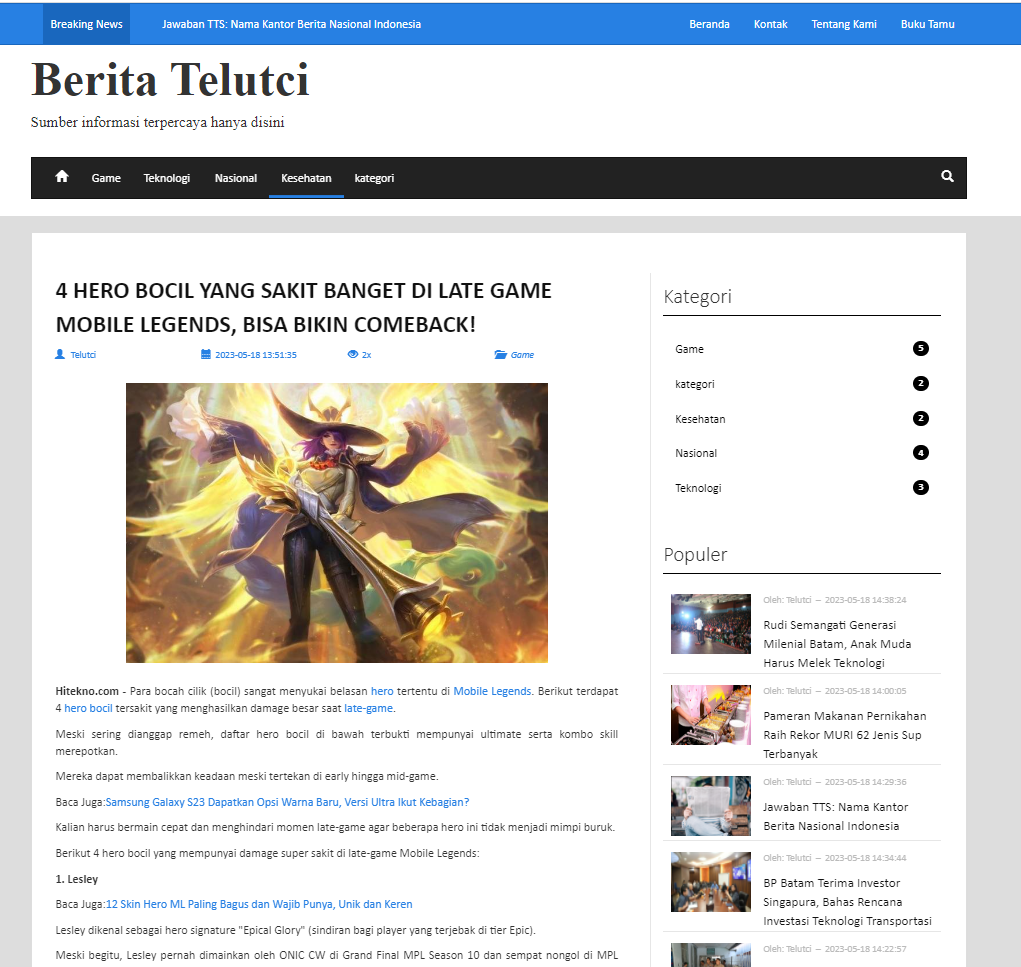 Breaking News
Jawaban TTS: Nama Kantor Berita Nasional Indonesia
Beranda
Kontak
Tentang Kami
Buku Tamu
Berita Telutci
Sumber informasi terpercaya hanya disini
Game
Teknologi
Nasional
Kesehatan
kategori
4 HERO BOCIL YANG SAKIT BANGET DI LATE GAME
MOBILE LEGENDS, BISA BIKIN COMEBACK!
Telutci
2023-05-18 13:51:35
2x
Game
Hitekno.com - Para bocah cilik (bocil) sangat menyukai belasan hero tertentu di Mobile Legends. Berikut terdapat
4 hero bocil tersakit yang menghasilkan damage besar saat late-game.
Meski sering dianggap remeh, daftar hero bocil di bawah terbukti mempunyai ultimate serta kombo skill
merepotkan.
Mereka dapat membalikkan keadaan meski tertekan di early hingga mid-game.
Baca Juga:Samsung Galaxy S23 Dapatkan Opsi Warna Baru, Versi Ultra Ikut Kebagian?
Kalian harus bermain cepat dan menghindari momen late-game agar beberapa hero ini tidak menjadi mimpi buruk.
Berikut 4 hero bocil yang mempunyai damage super sakit di late-game Mobile Legends:
1. Lesley
Baca Juga:12 Skin Hero ML Paling Bagus dan Wajib Punya, Unik dan Keren
Lesley dikenal sebagai hero signature "Epical Glory" (sindiran bagi player yang terjebak di tier Epic).
Meski begitu, Lesley pernah dimainkan oleh ONIC CW di Grand Final MPL Season 10 dan sempat nongol di MPL
Kategori
Game 5
kategori 2
Kesehatan 2
Nasional 4
Teknologi 3
Populer
Oleh: Telutci – 2023-05-18 14:38:24
Rudi Semangati Generasi
Milenial Batam, Anak Muda
Harus Melek Teknologi
Oleh: Telutci – 2023-05-18 14:00:05
Pameran Makanan Pernikahan
Raih Rekor MURI 62 Jenis Sup
Terbanyak
Oleh: Telutci – 2023-05-18 14:29:36
Jawaban TTS: Nama Kantor
Berita Nasional Indonesia
Oleh: Telutci – 2023-05-18 14:34:44
BP Batam Terima Investor
Singapura, Bahas Rencana
Investasi Teknologi Transportasi
Oleh: Telutci – 2023-05-18 14:22:57